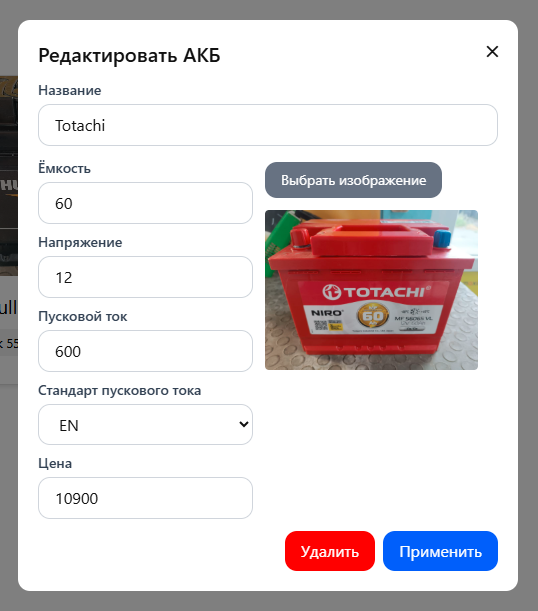 Редактировать АКБ
Название
Totachi
Ёмкость
60
Выбрать изображение
Напряжение
12
Пусковой ток
600
Стандарт пускового тока
EN
Цена
10900
TOTACHI
NIRO
60
Удалить
Применить